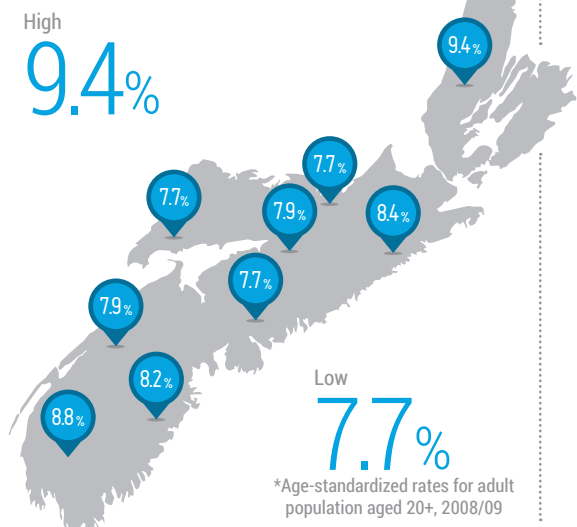 High
9.4%
9.4%
7.7%
7.7%
7.9%
8.4%
7.7%
7.9%
8.2%
8.8%
Low
7.7%
*Age-standardized rates for adult
population aged 20+, 2008/09